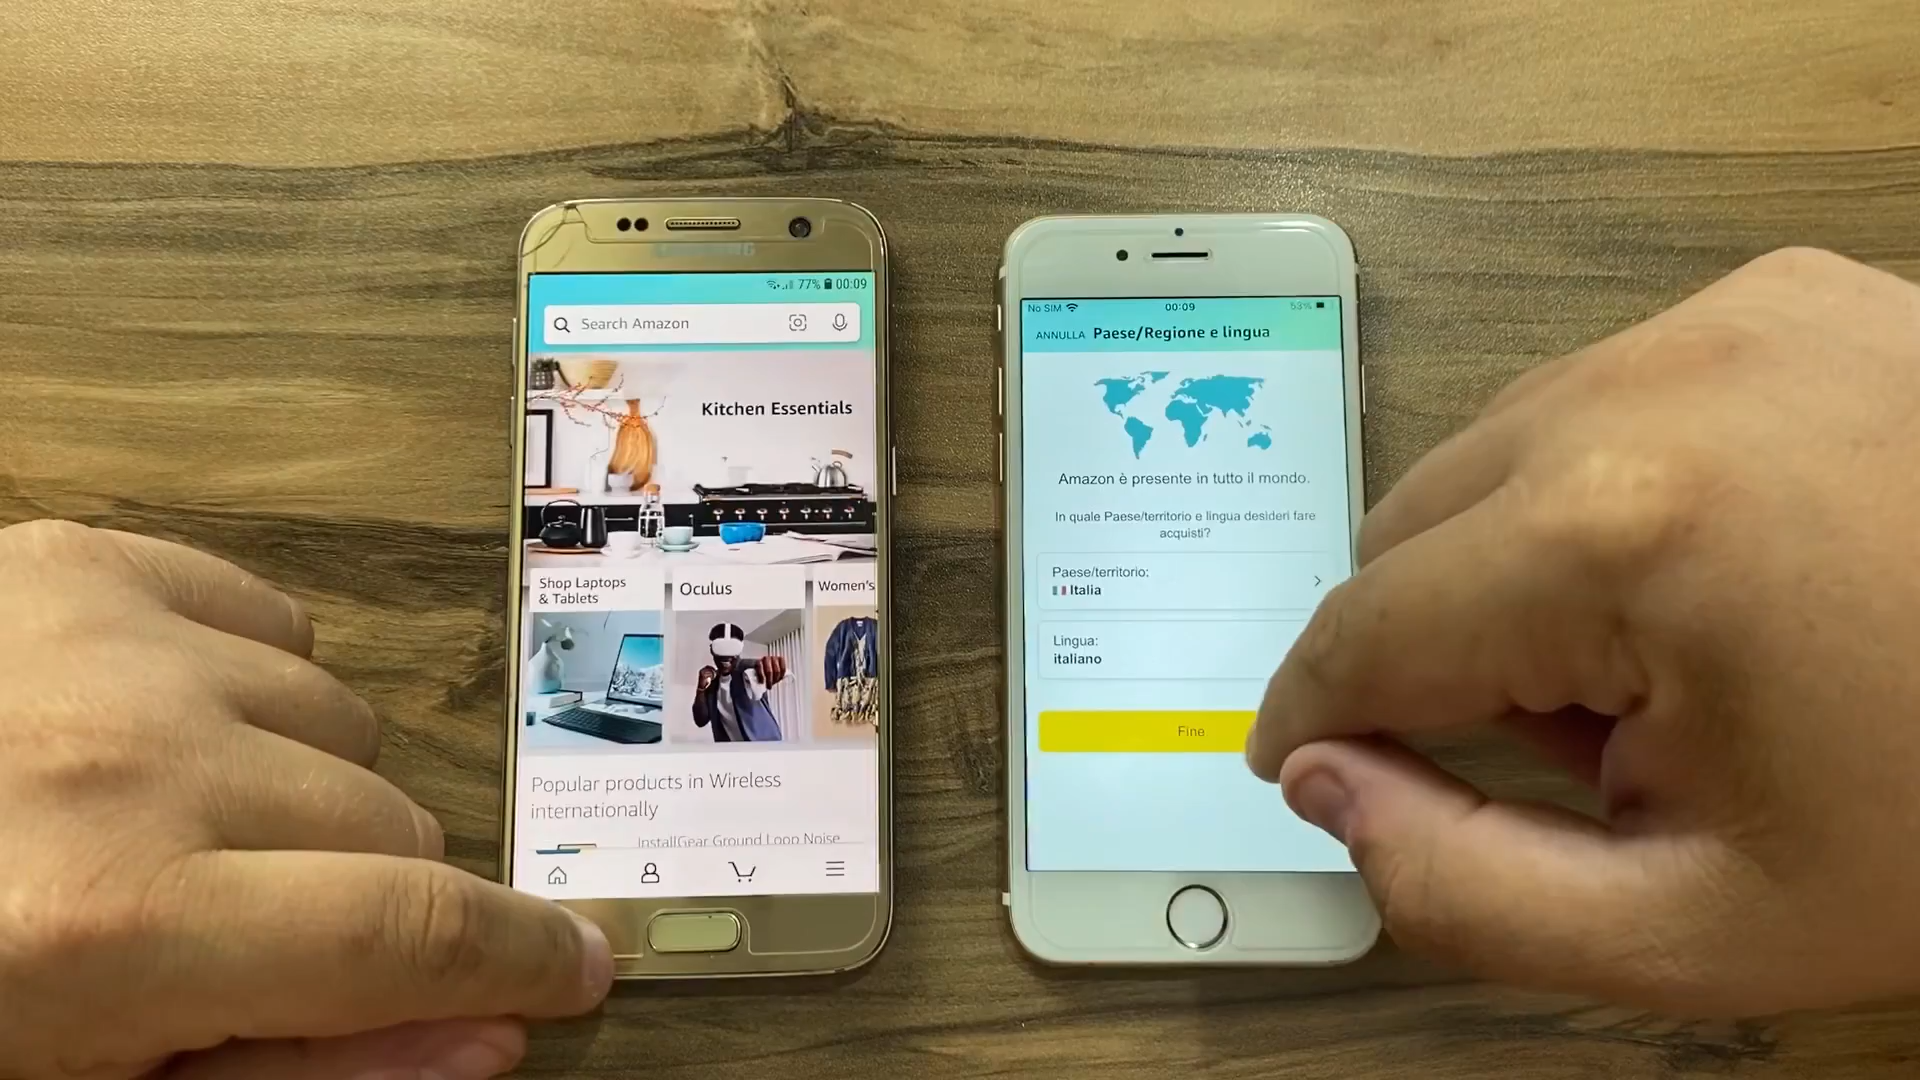 SAMSUNG
77% 00:09
Search Amazon
Kitchen Essentials
Shop Laptops
& Tablets
Oculus
Women's
Popular products in Wireless
internationally
InstallGear Ground Loop Noise
No SIM 00:09 53%
ANNULLA Paese/Regione e lingua
Amazon è presente in tutto il mondo.
In quale Paese/territorio e lingua desideri fare
acquisti?
Paese/territorio:
Italia
Lingua:
italiano
Fine